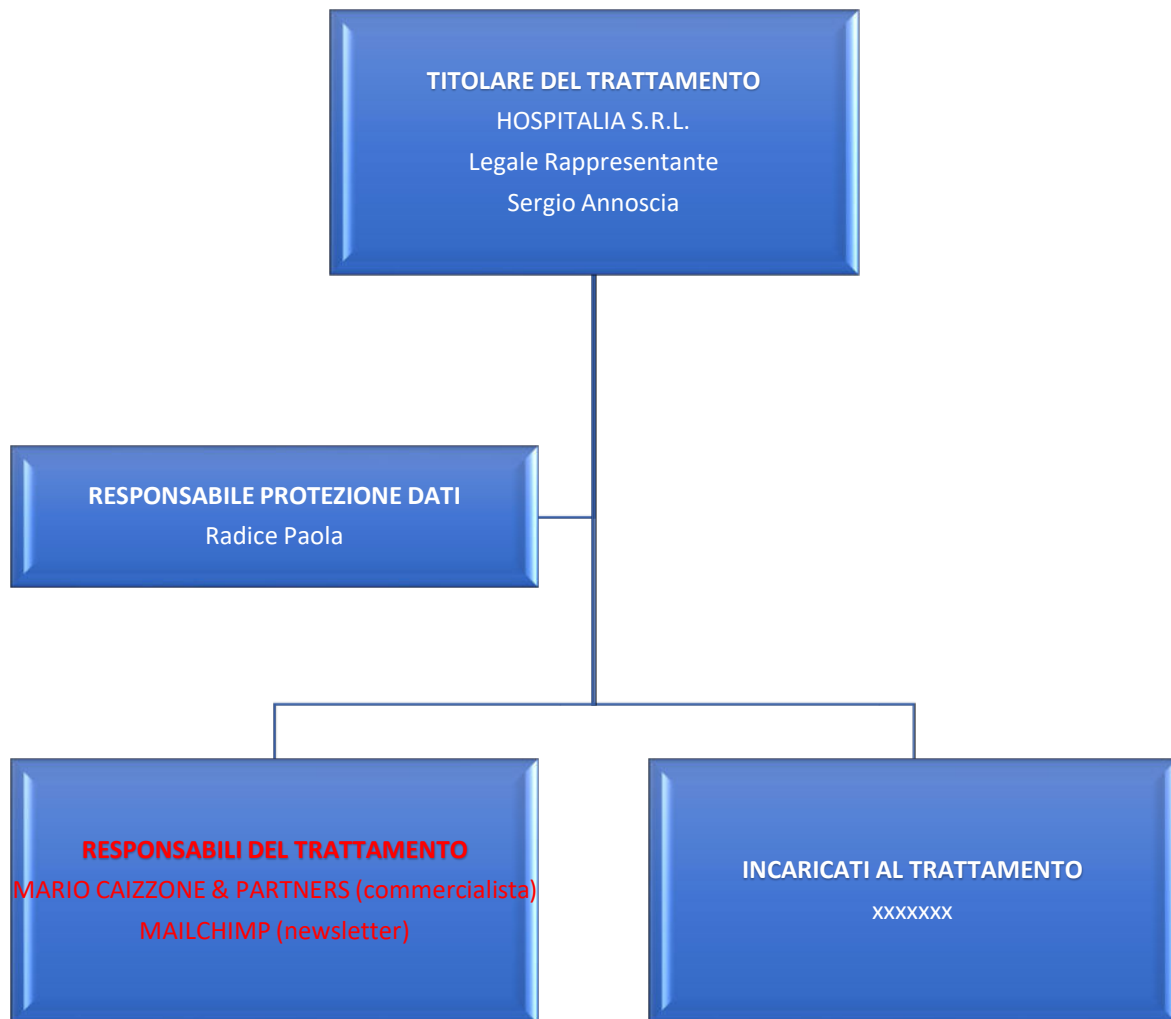 TITOLARE DEL TRATTAMENTO
HOSPITALIA S.R.L.
Legale Rappresentante
Sergio Annoscia
RESPONSABILE PROTEZIONE DATI
Radice Paola
RESPONSABILI DEL TRATTAMENTO
MARIO CAIZZONE & PARTNERS (commercialista)
MAILCHIMP (newsletter)
INCARICATI AL TRATTAMENTO
xxxxxxx